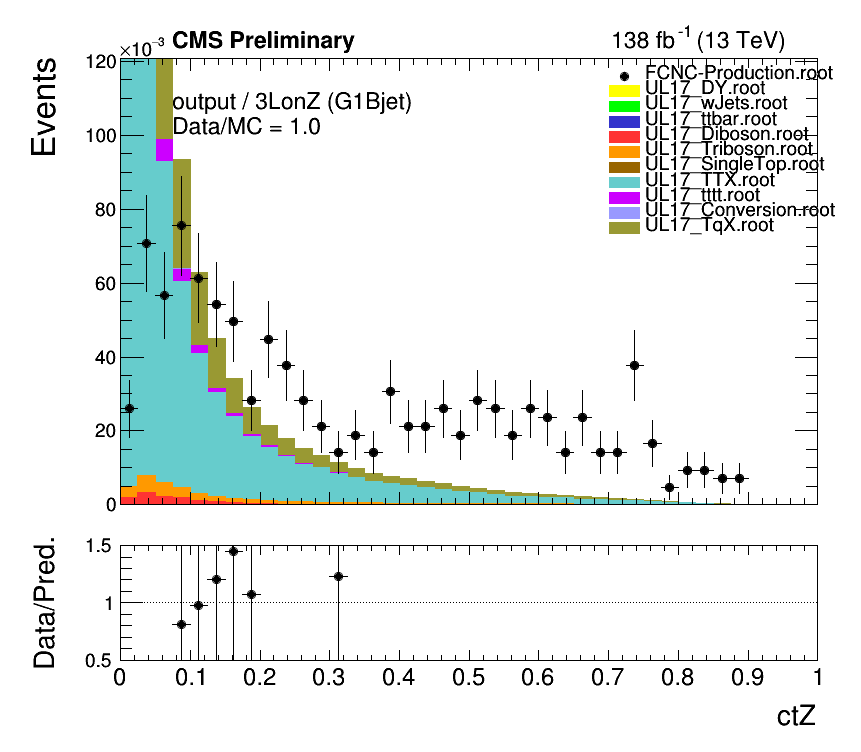 ×10⁻³ CMS Preliminary 138 fb⁻¹ (13 TeV)
output / 3LonZ (G1Bjet)
Data/MC = 1.0
FCNC-Production.root
UL17_DY.root
UL17_wJets.root
UL17_ttbar.root
UL17_Diboson.root
UL17_Triboson.root
UL17_SingleTop.root
UL17_TTX.root
UL17_tttt.root
UL17_Conversion.root
UL17_TqX.root
Events
120
100
80
60
40
20
0
Data/Pred.
1.5
1
0.5
0 0.1 0.2 0.3 0.4 0.5 0.6 0.7 0.8 0.9 1
ctZ